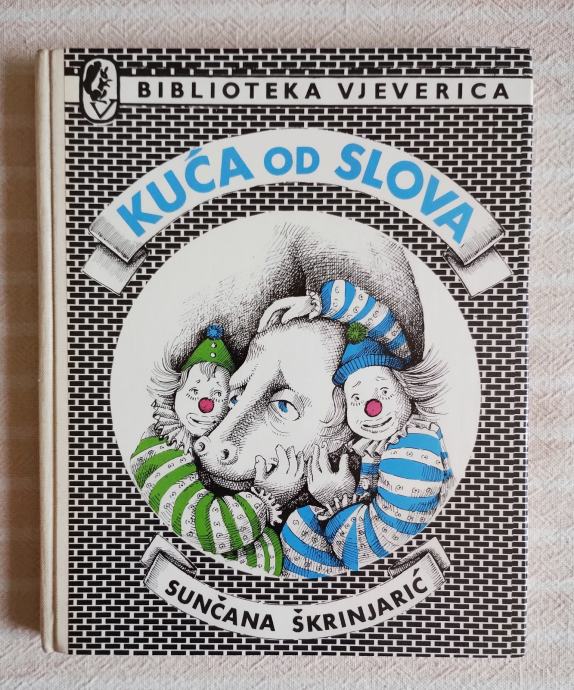 BIBLIOTEKA VJEVERICA
KUĆA OD SLOVA
SUNČANA ŠKRINJARIĆ